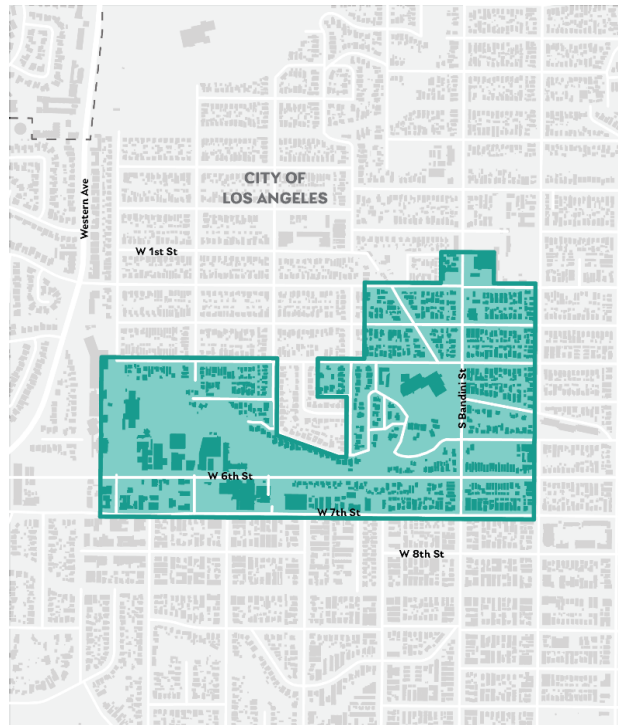 CITY OF
LOS ANGELES
Western Ave
W 1st St
S Bandini St
W 6th St
W 7th St
W 8th St